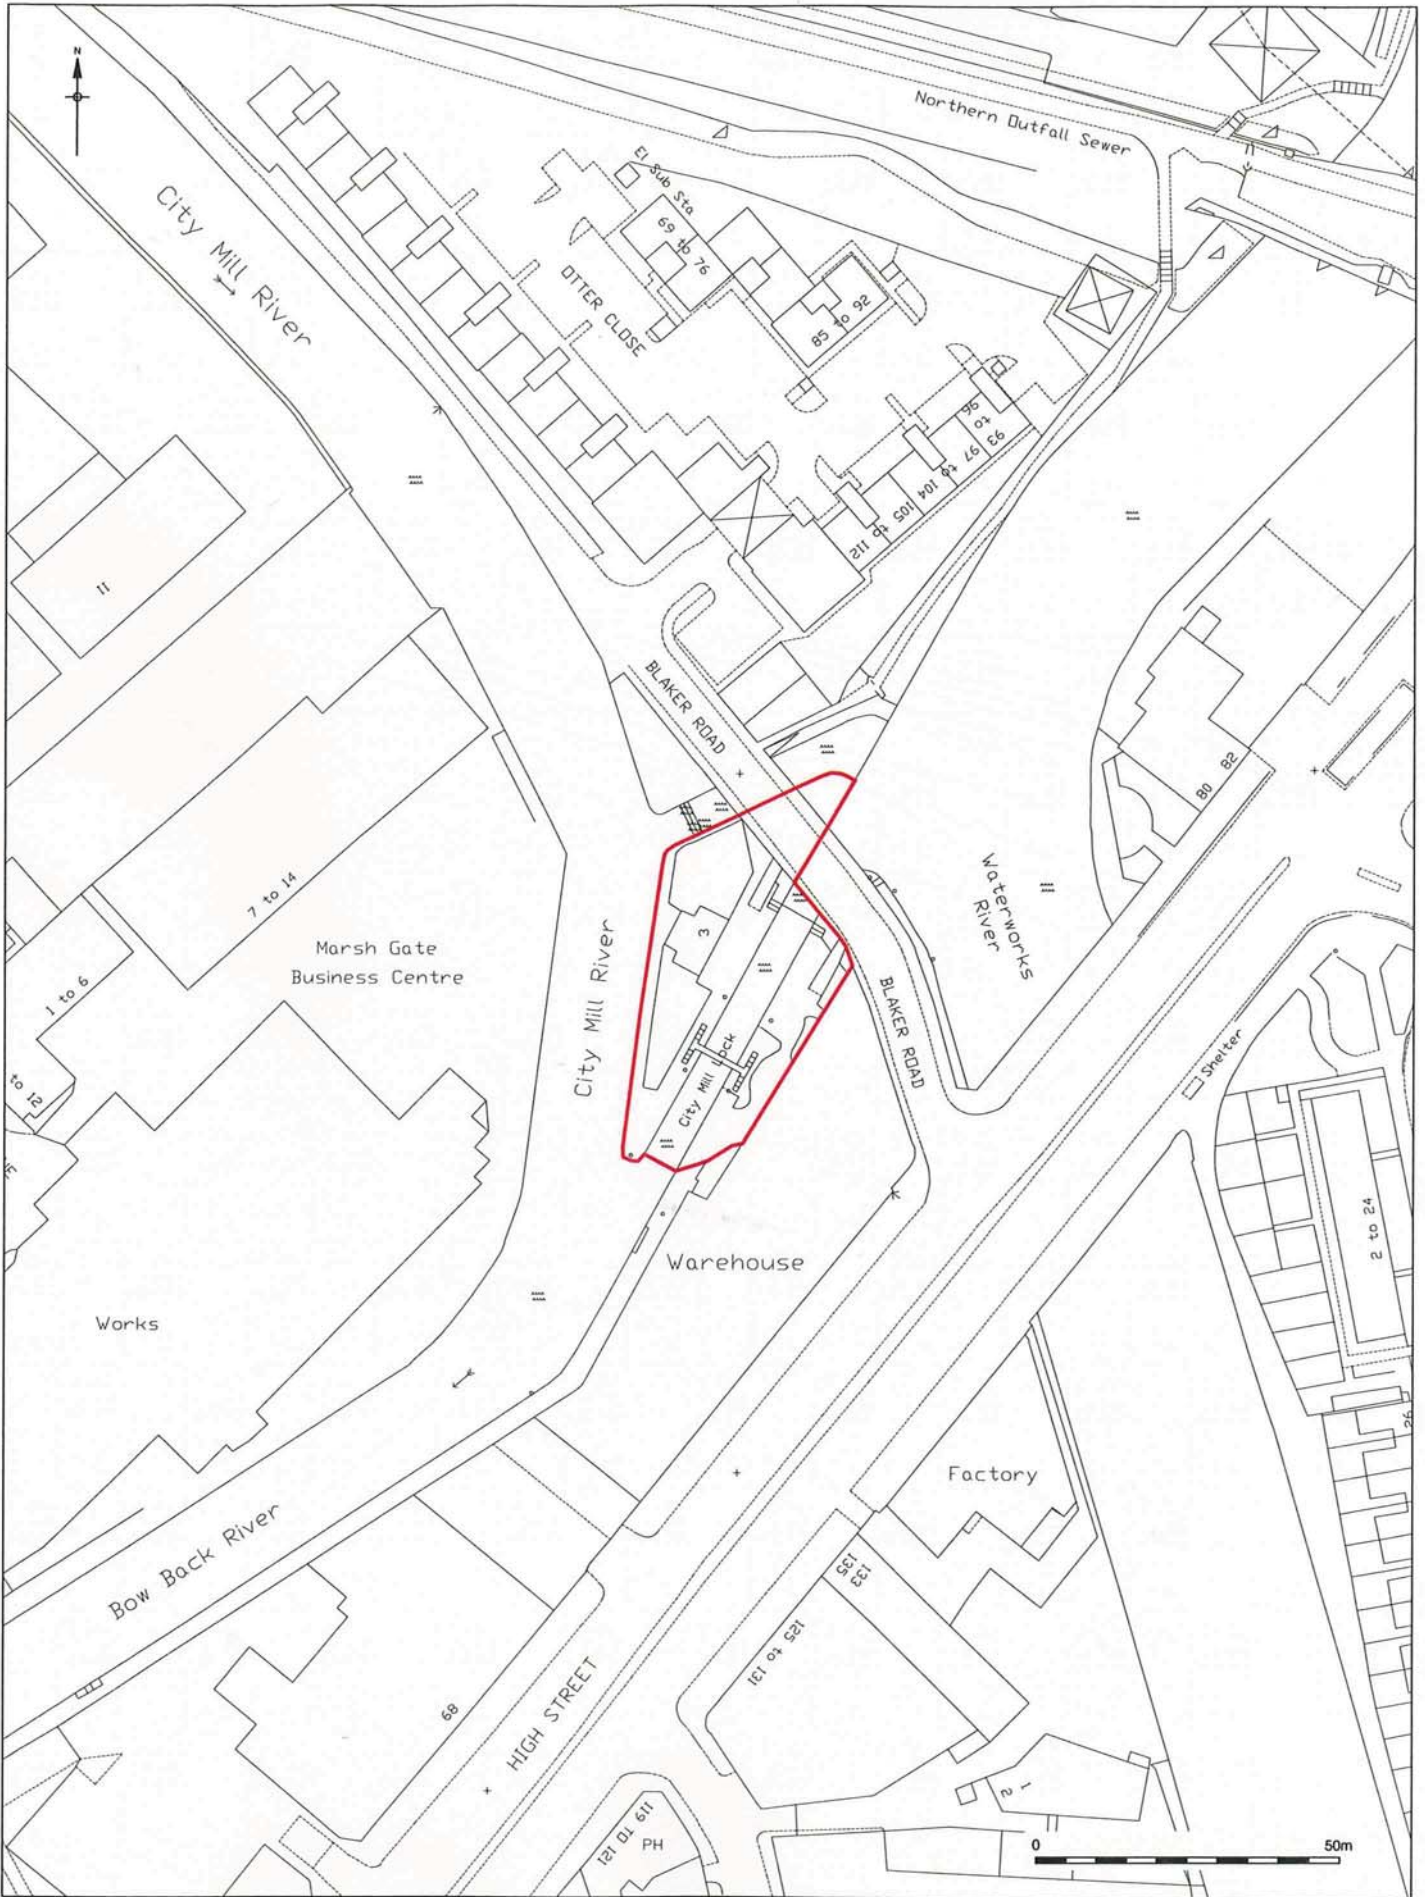 N
Northern Outfall Sewer
El Sub Sta
City Mill River
69 to 76
OTTER CLOSE
85 to 92
93 to 96
97 to 104
105 to 112
11
BLAKER ROAD
80
82
7 to 14
Waterworks
River
3
Marsh Gate
Business Centre
City Mill River
1 to 6
BLAKER ROAD
City Mill Lock
Shelter
to 12
2 to 24
Warehouse
Works
26
Factory
Bow Back River
133
135
125 to 131
68
HIGH STREET
1
2
119 TO 121
PH
0
50m